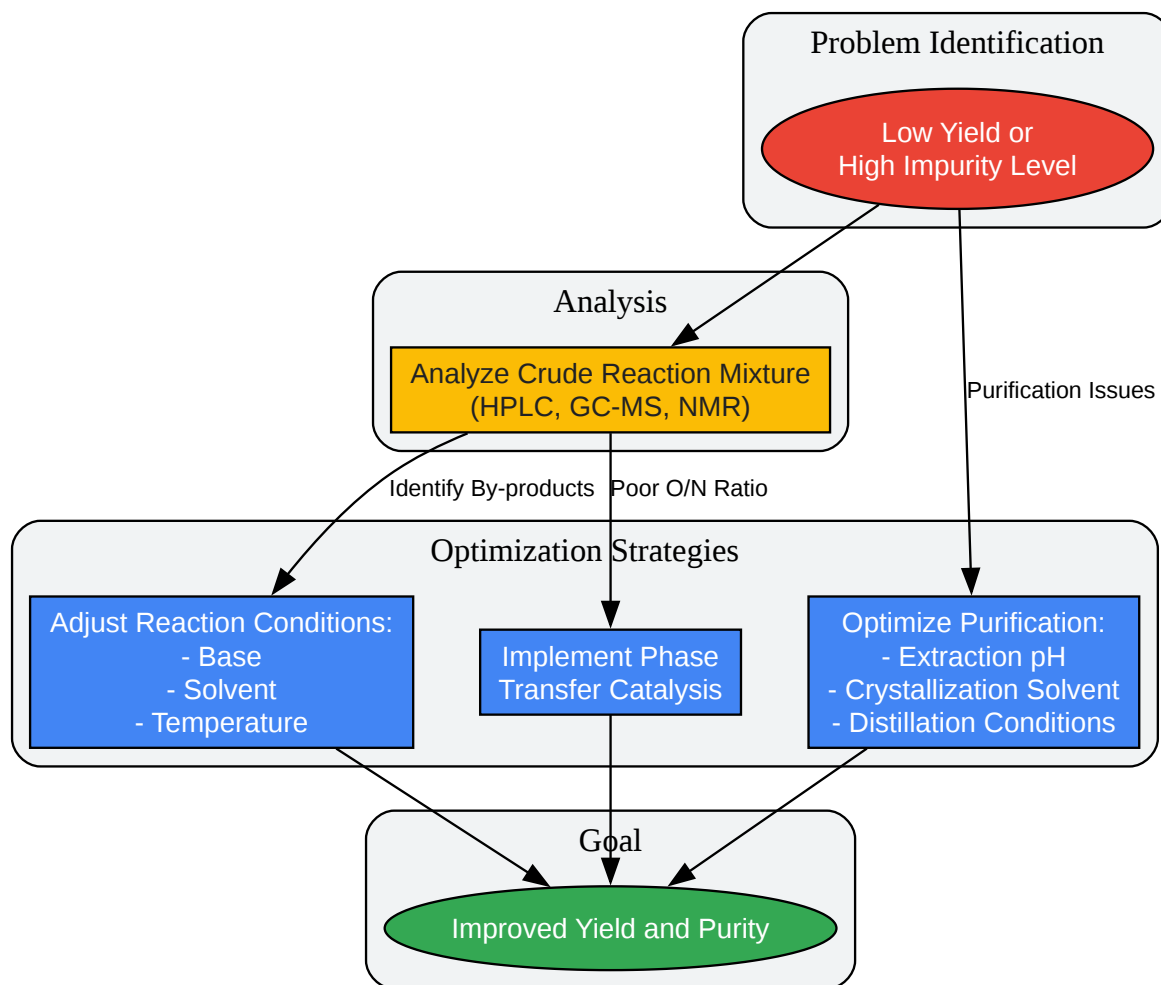 Problem Identification
Low Yield or
High Impurity Level
Analysis
Analyze Crude Reaction Mixture
(HPLC, GC-MS, NMR)
Purification Issues
Identify By-products
Poor O/N Ratio
Optimization Strategies
Adjust Reaction Conditions:
- Base
- Solvent
- Temperature
Implement Phase
Transfer Catalysis
Optimize Purification:
- Extraction pH
- Crystallization Solvent
- Distillation Conditions
Goal
Improved Yield and Purity